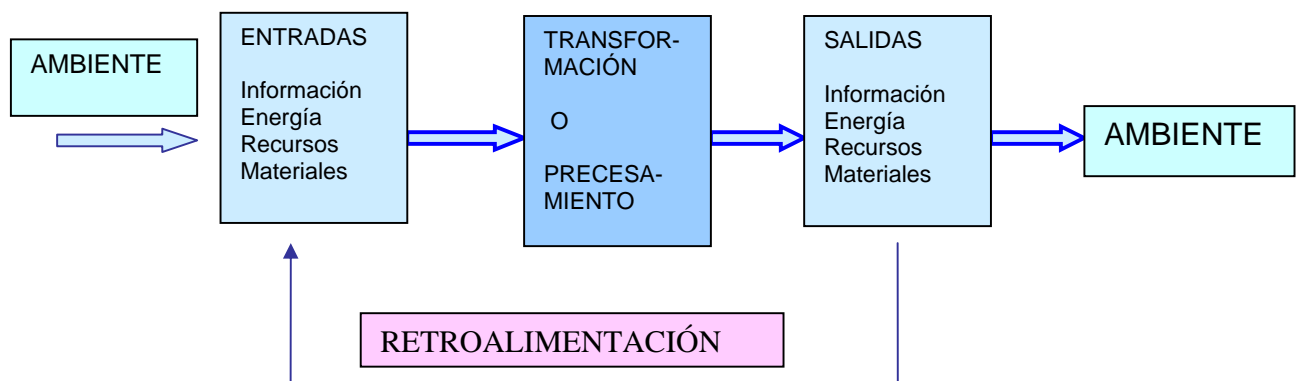 AMBIENTE
ENTRADAS
Información
Energía
Recursos
Materiales
TRANSFOR-
MACIÓN
O
PRECESA-
MIENTO
SALIDAS
Información
Energía
Recursos
Materiales
AMBIENTE
RETROALIMENTACIÓN